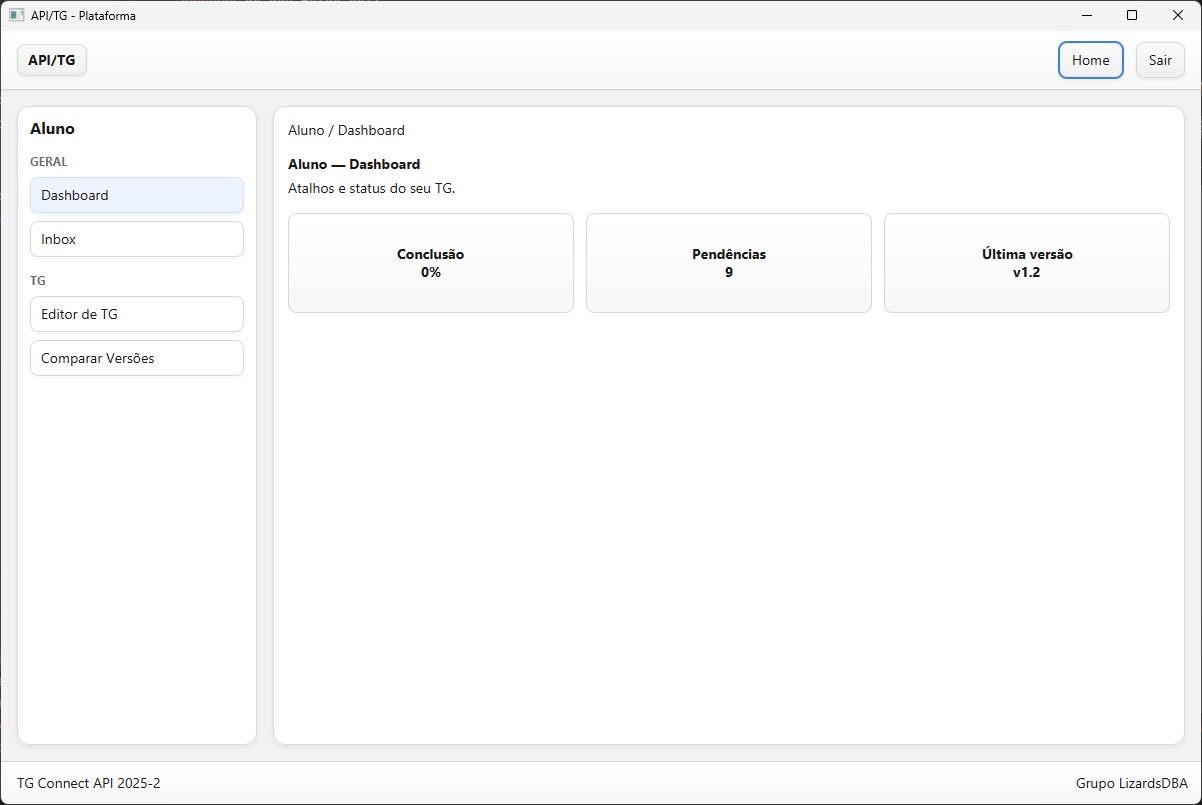 API/TG - Plataforma
API/TG
Home
Sair
Aluno
GERAL
Dashboard
Inbox
TG
Editor de TG
Comparar Versões
Aluno / Dashboard
Aluno — Dashboard
Atalhos e status do seu TG.
Conclusão
0%
Pendências
9
Última versão
v1.2
TG Connect API 2025-2
Grupo LizardsDBA